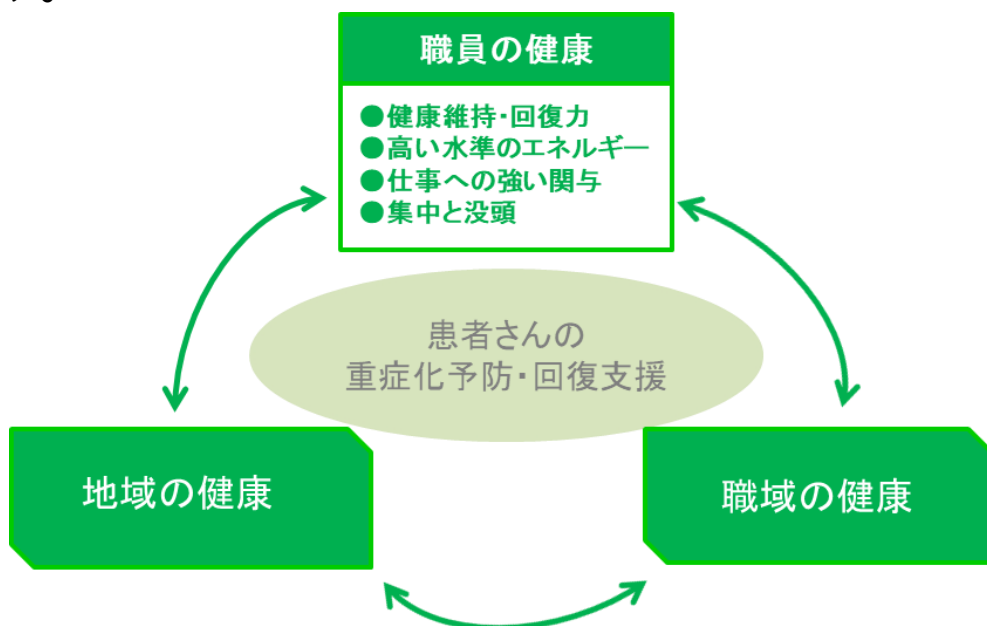 す。
職員の健康
●健康維持・回復力
●高い水準のエネルギー
●仕事への強い関与
●集中と没頭
患者さんの
重症化予防・回復支援
地域の健康
職域の健康